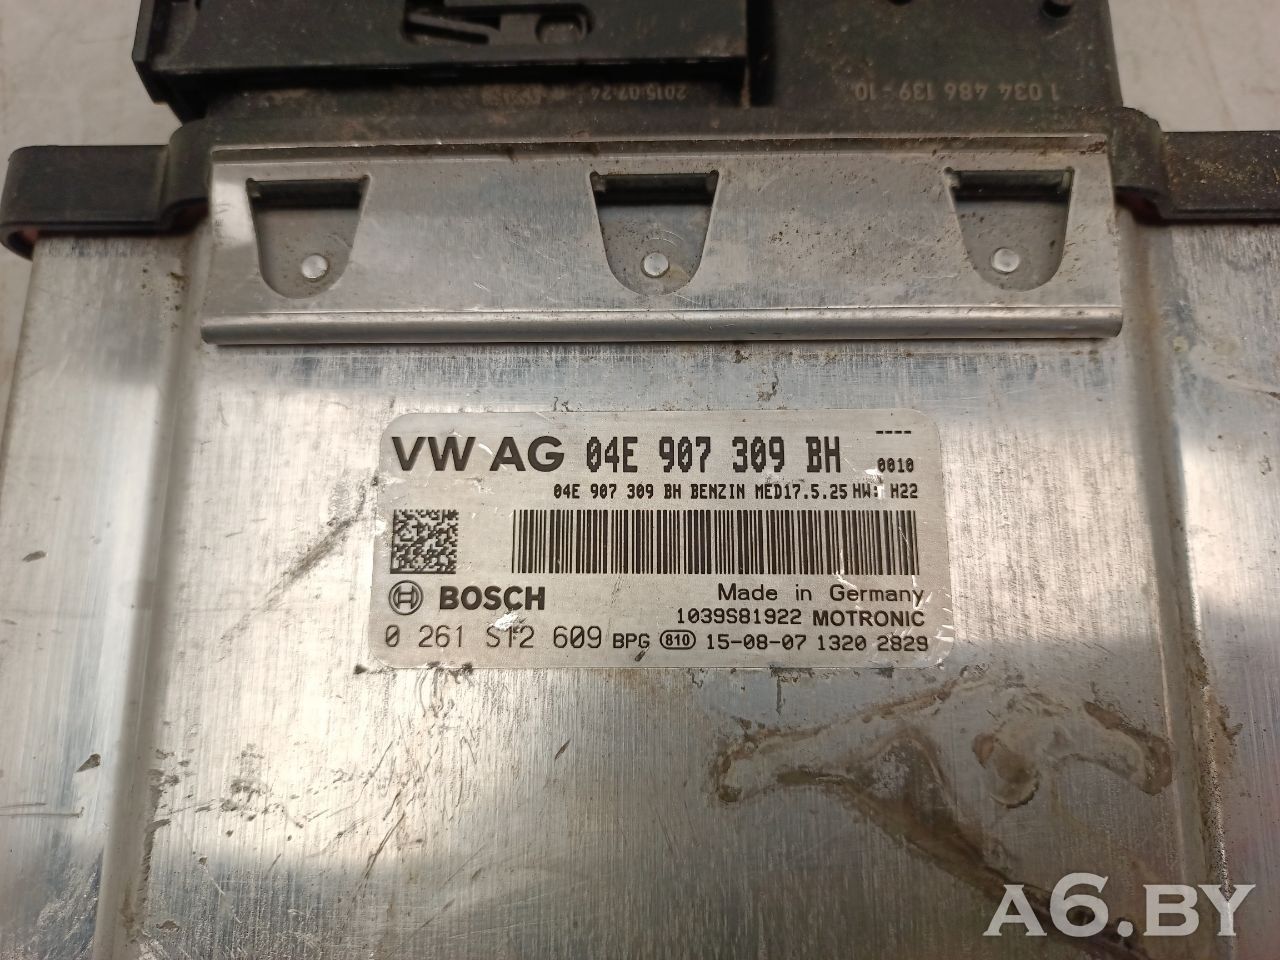 2015.07.24
1 034 486 139-10
VW AG 04E 907 309 BH ---- 0010
04E 907 309 BH BENZIN MED17.5.25 HW: H22
BOSCH
Made in Germany
1039S81922 MOTRONIC
0 261 S12 609 BPG 810 15-08-07 1320 2829
A6.BY